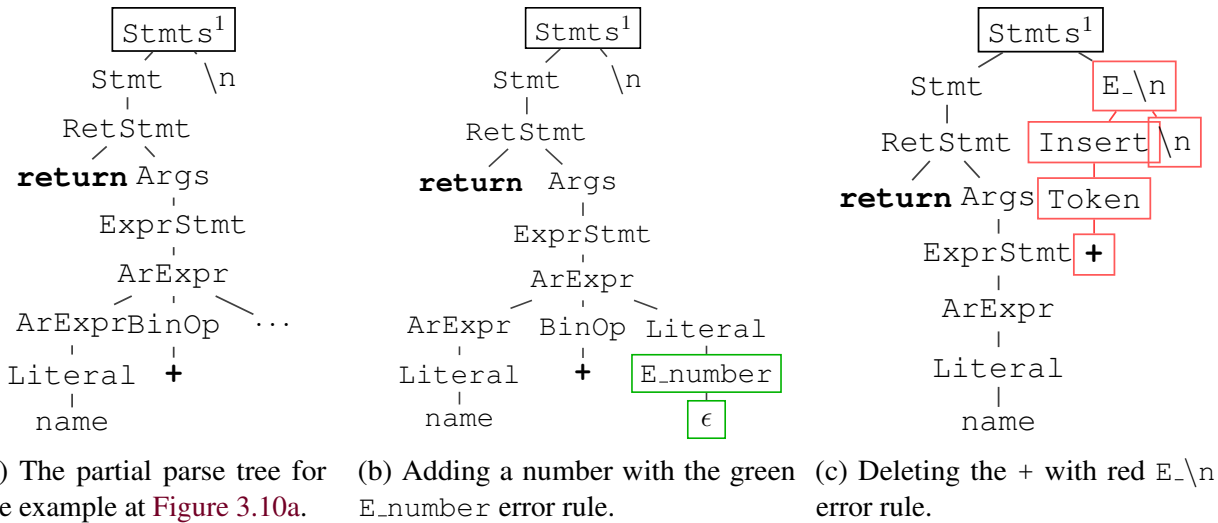 Stmts¹
Stmt \n
RetStmt
return Args
ExprStmt
ArExpr
ArExpr BinOp ...
Literal +
name
) The partial parse tree for
e example at Figure 3.10a.
Stmts¹
Stmt \n
RetStmt
return Args
ExprStmt
ArExpr
ArExpr BinOp Literal
Literal + E_number
name ϵ
(b) Adding a number with the green
E_number error rule.
Stmts¹
Stmt E_\n
RetStmt Insert \n
return Args Token
ExprStmt +
ArExpr
Literal
name
(c) Deleting the + with red E_\n
error rule.